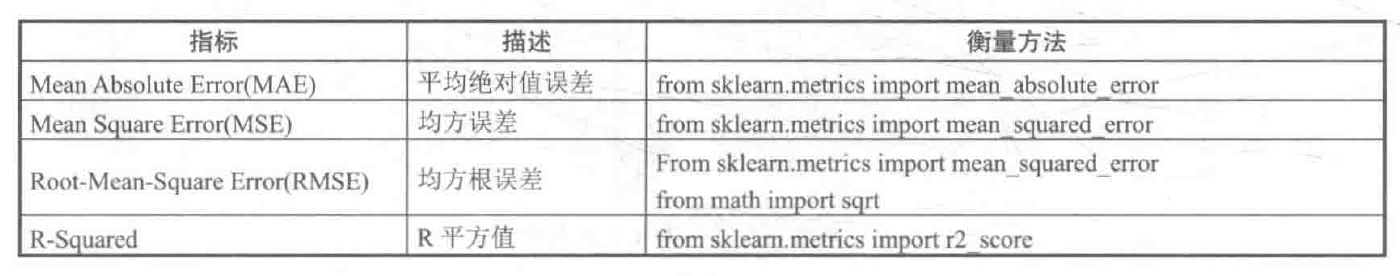 指标 描述 衡量方法
Mean Absolute Error(MAE) 平均绝对值误差 from sklearn.metrics import mean_absolute_error
Mean Square Error(MSE) 均方误差 from sklearn.metrics import mean_squared_error
Root-Mean-Square Error(RMSE) 均方根误差 From sklearn.metrics import mean_squared_error
from math import sqrt
R-Squared R 平方值 from sklearn.metrics import r2_score